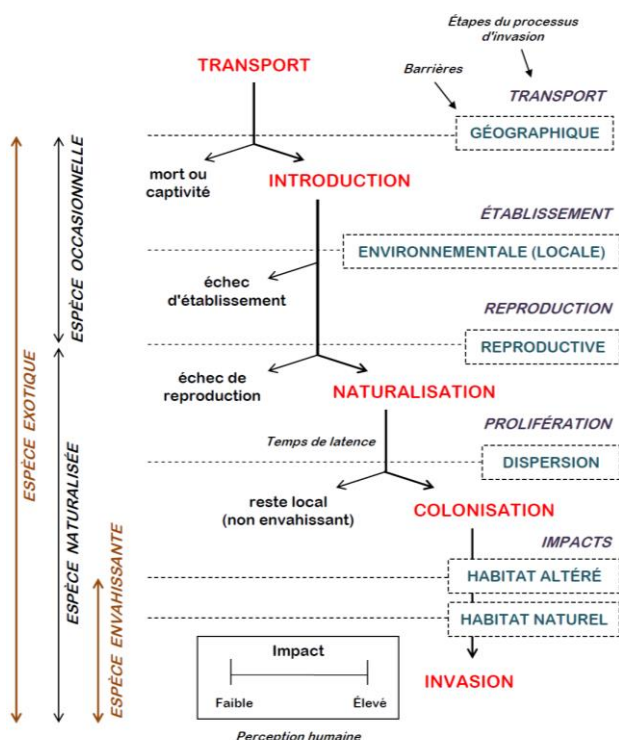 Étapes du processus
d'invasion
TRANSPORT
Barrières
TRANSPORT
GÉOGRAPHIQUE
mort ou
captivité
INTRODUCTION
ÉTABLISSEMENT
ENVIRONNEMENTALE (LOCALE)
échec
d'établissement
REPRODUCTION
REPRODUCTIVE
échec de
reproduction
NATURALISATION
PROLIFÉRATION
Temps de latence
DISPERSION
reste local
(non envahissant)
COLONISATION
IMPACTS
HABITAT ALTÉRÉ
HABITAT NATUREL
Impact
Faible
Élevé
INVASION
Perception humaine
ESPÈCE EXOTIQUE
ESPÈCE OCCASIONNELLE
ESPÈCE NATURALISÉE
ESPÈCE ENVAHISSANTE